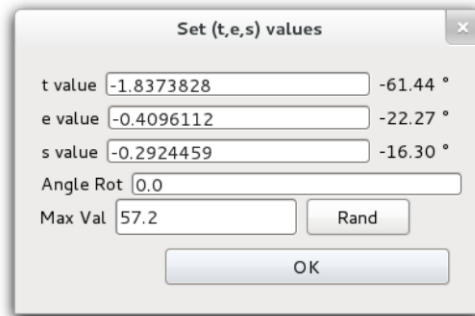 Set (t,e,s) values
t value -1.8373828 -61.44 °
e value -0.4096112 -22.27 °
s value -0.2924459 -16.30 °
Angle Rot 0.0
Max Val 57.2 Rand
OK